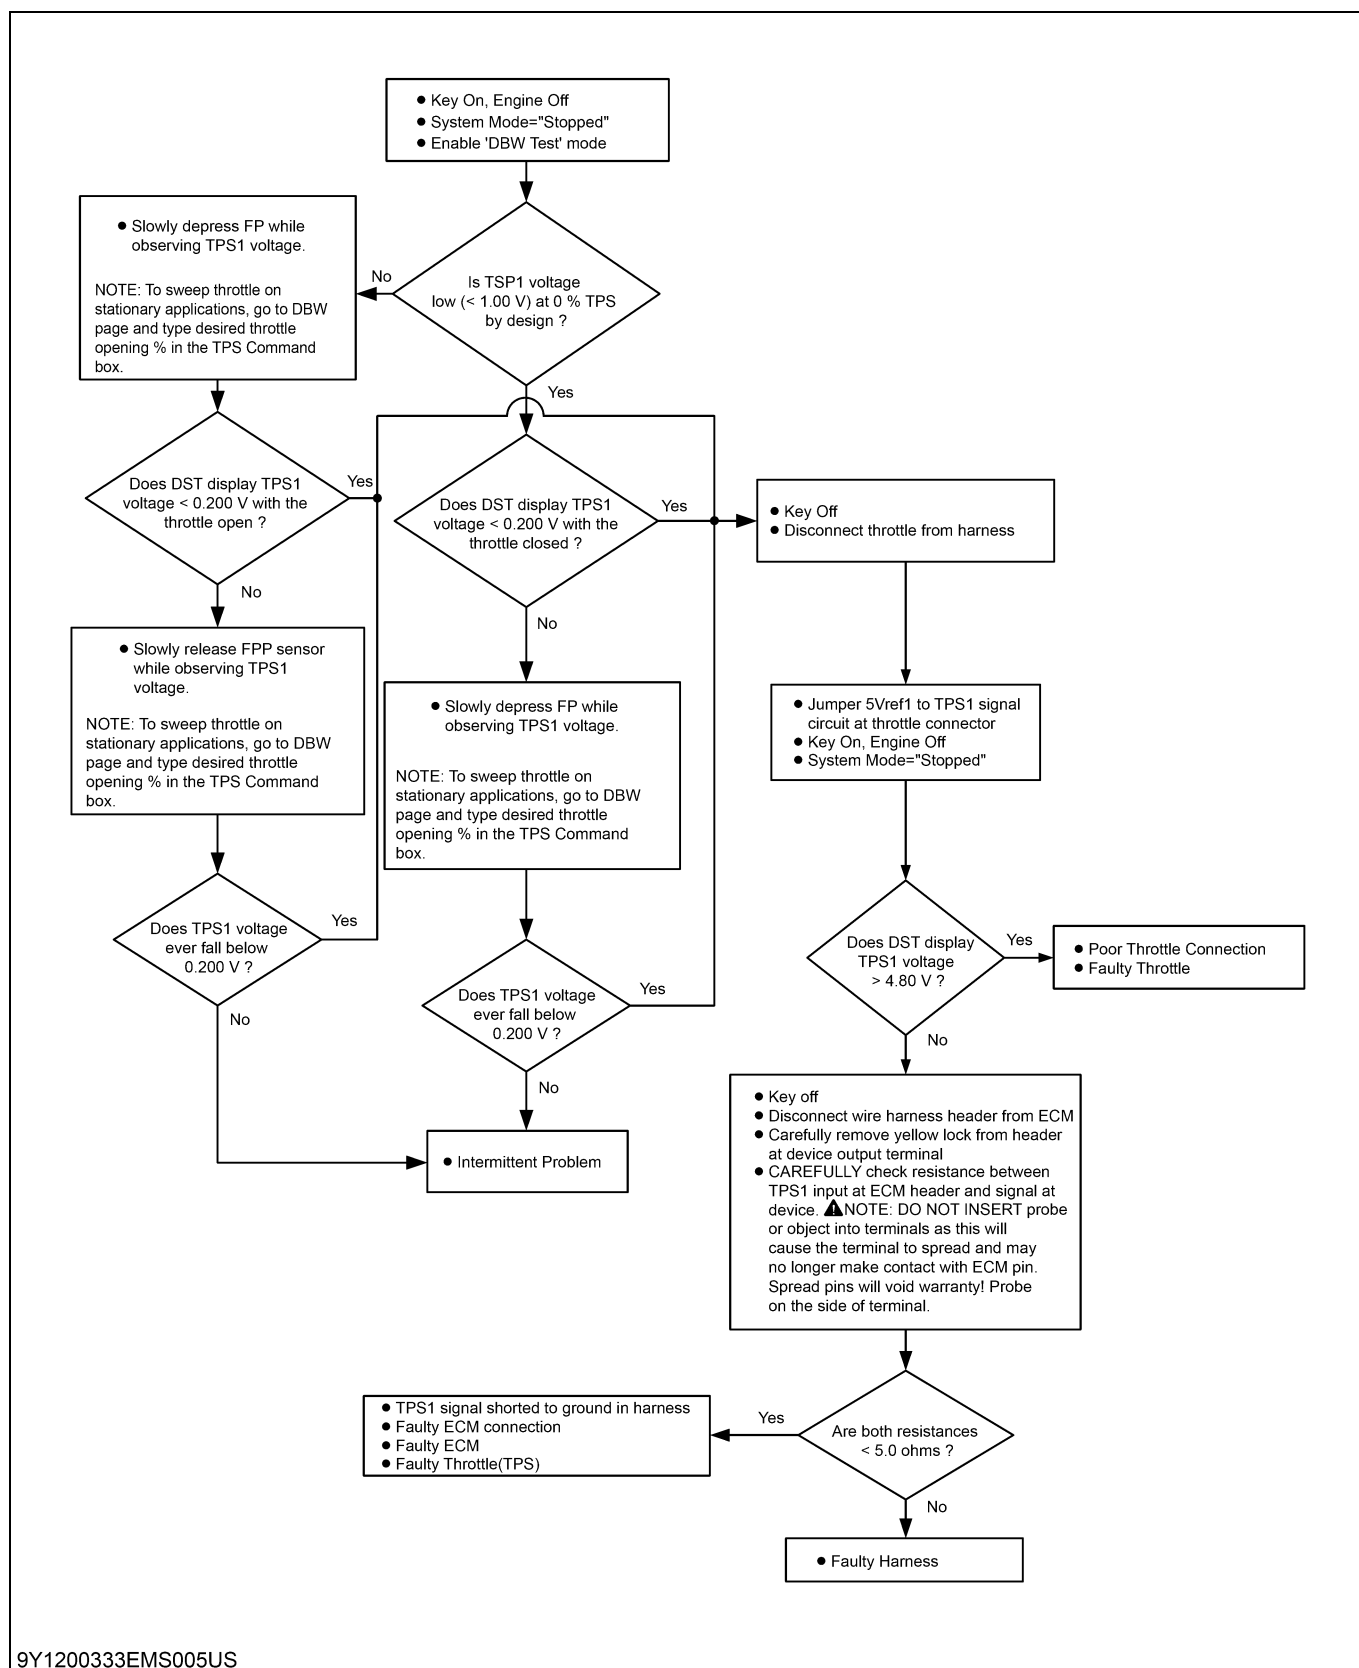 ● Key On, Engine Off
● System Mode="Stopped"
● Enable 'DBW Test' mode
● Slowly depress FP while
observing TPS1 voltage.
NOTE: To sweep throttle on
stationary applications, go to DBW
page and type desired throttle
opening % in the TPS Command
box.
No
Is TSP1 voltage
low (< 1.00 V) at 0 % TPS
by design ?
Yes
Does DST display TPS1
voltage < 0.200 V with the
throttle open ?
Yes
No
Does DST display TPS1
voltage < 0.200 V with the
throttle closed ?
Yes
No
● Key Off
● Disconnect throttle from harness
● Slowly release FPP sensor
while observing TPS1
voltage.
NOTE: To sweep throttle on
stationary applications, go to DBW
page and type desired throttle
opening % in the TPS Command
box.
● Slowly depress FP while
observing TPS1 voltage.
NOTE: To sweep throttle on
stationary applications, go to DBW
page and type desired throttle
opening % in the TPS Command
box.
● Jumper 5Vref1 to TPS1 signal
circuit at throttle connector
● Key On, Engine Off
● System Mode="Stopped"
Does TPS1 voltage
ever fall below
0.200 V ?
Yes
No
Does TPS1 voltage
ever fall below
0.200 V ?
Yes
No
Does DST display
TPS1 voltage
> 4.80 V ?
Yes
No
● Poor Throttle Connection
● Faulty Throttle
● Intermittent Problem
● Key off
● Disconnect wire harness header from ECM
● Carefully remove yellow lock from header
at device output terminal
● CAREFULLY check resistance between
TPS1 input at ECM header and signal at
device. ⚠NOTE: DO NOT INSERT probe
or object into terminals as this will
cause the terminal to spread and may
no longer make contact with ECM pin.
Spread pins will void warranty! Probe
on the side of terminal.
● TPS1 signal shorted to ground in harness
● Faulty ECM connection
● Faulty ECM
● Faulty Throttle(TPS)
Yes
Are both resistances
< 5.0 ohms ?
No
● Faulty Harness
9Y1200333EMS005US